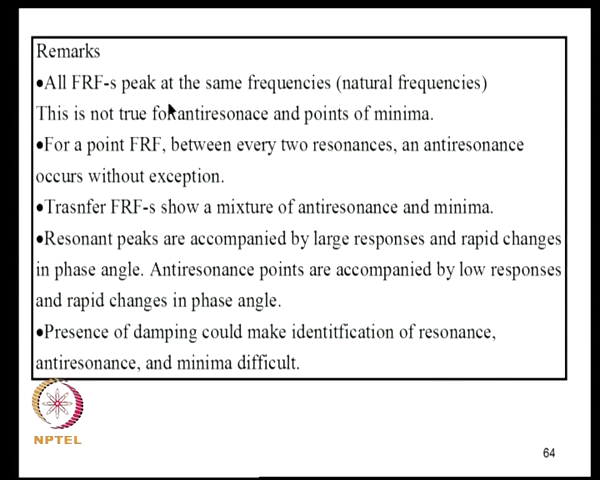 Remarks
•All FRF-s peak at the same frequencies (natural frequencies)
This is not true for antiresonace and points of minima.
•For a point FRF, between every two resonances, an antiresonance
occurs without exception.
•Trasnfer FRF-s show a mixture of antiresonance and minima.
•Resonant peaks are accompanied by large responses and rapid changes
in phase angle. Antiresonance points are accompanied by low responses
and rapid changes in phase angle.
•Presence of damping could make identitfication of resonance,
antiresonance, and minima difficult.
NPTEL
64